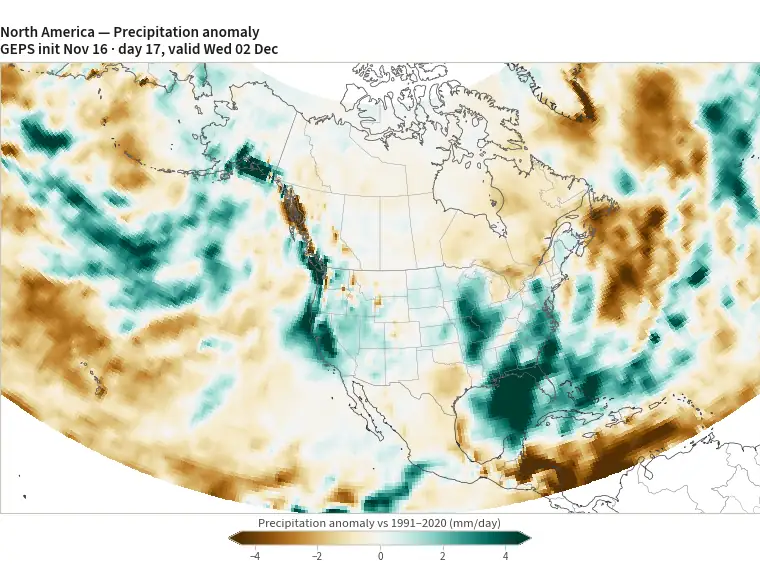 North America — Precipitation anomaly
GEPS init Nov 16 · day 17, valid Wed 02 Dec
Precipitation anomaly vs 1991–2020 (mm/day)
−4 −2 0 2 4